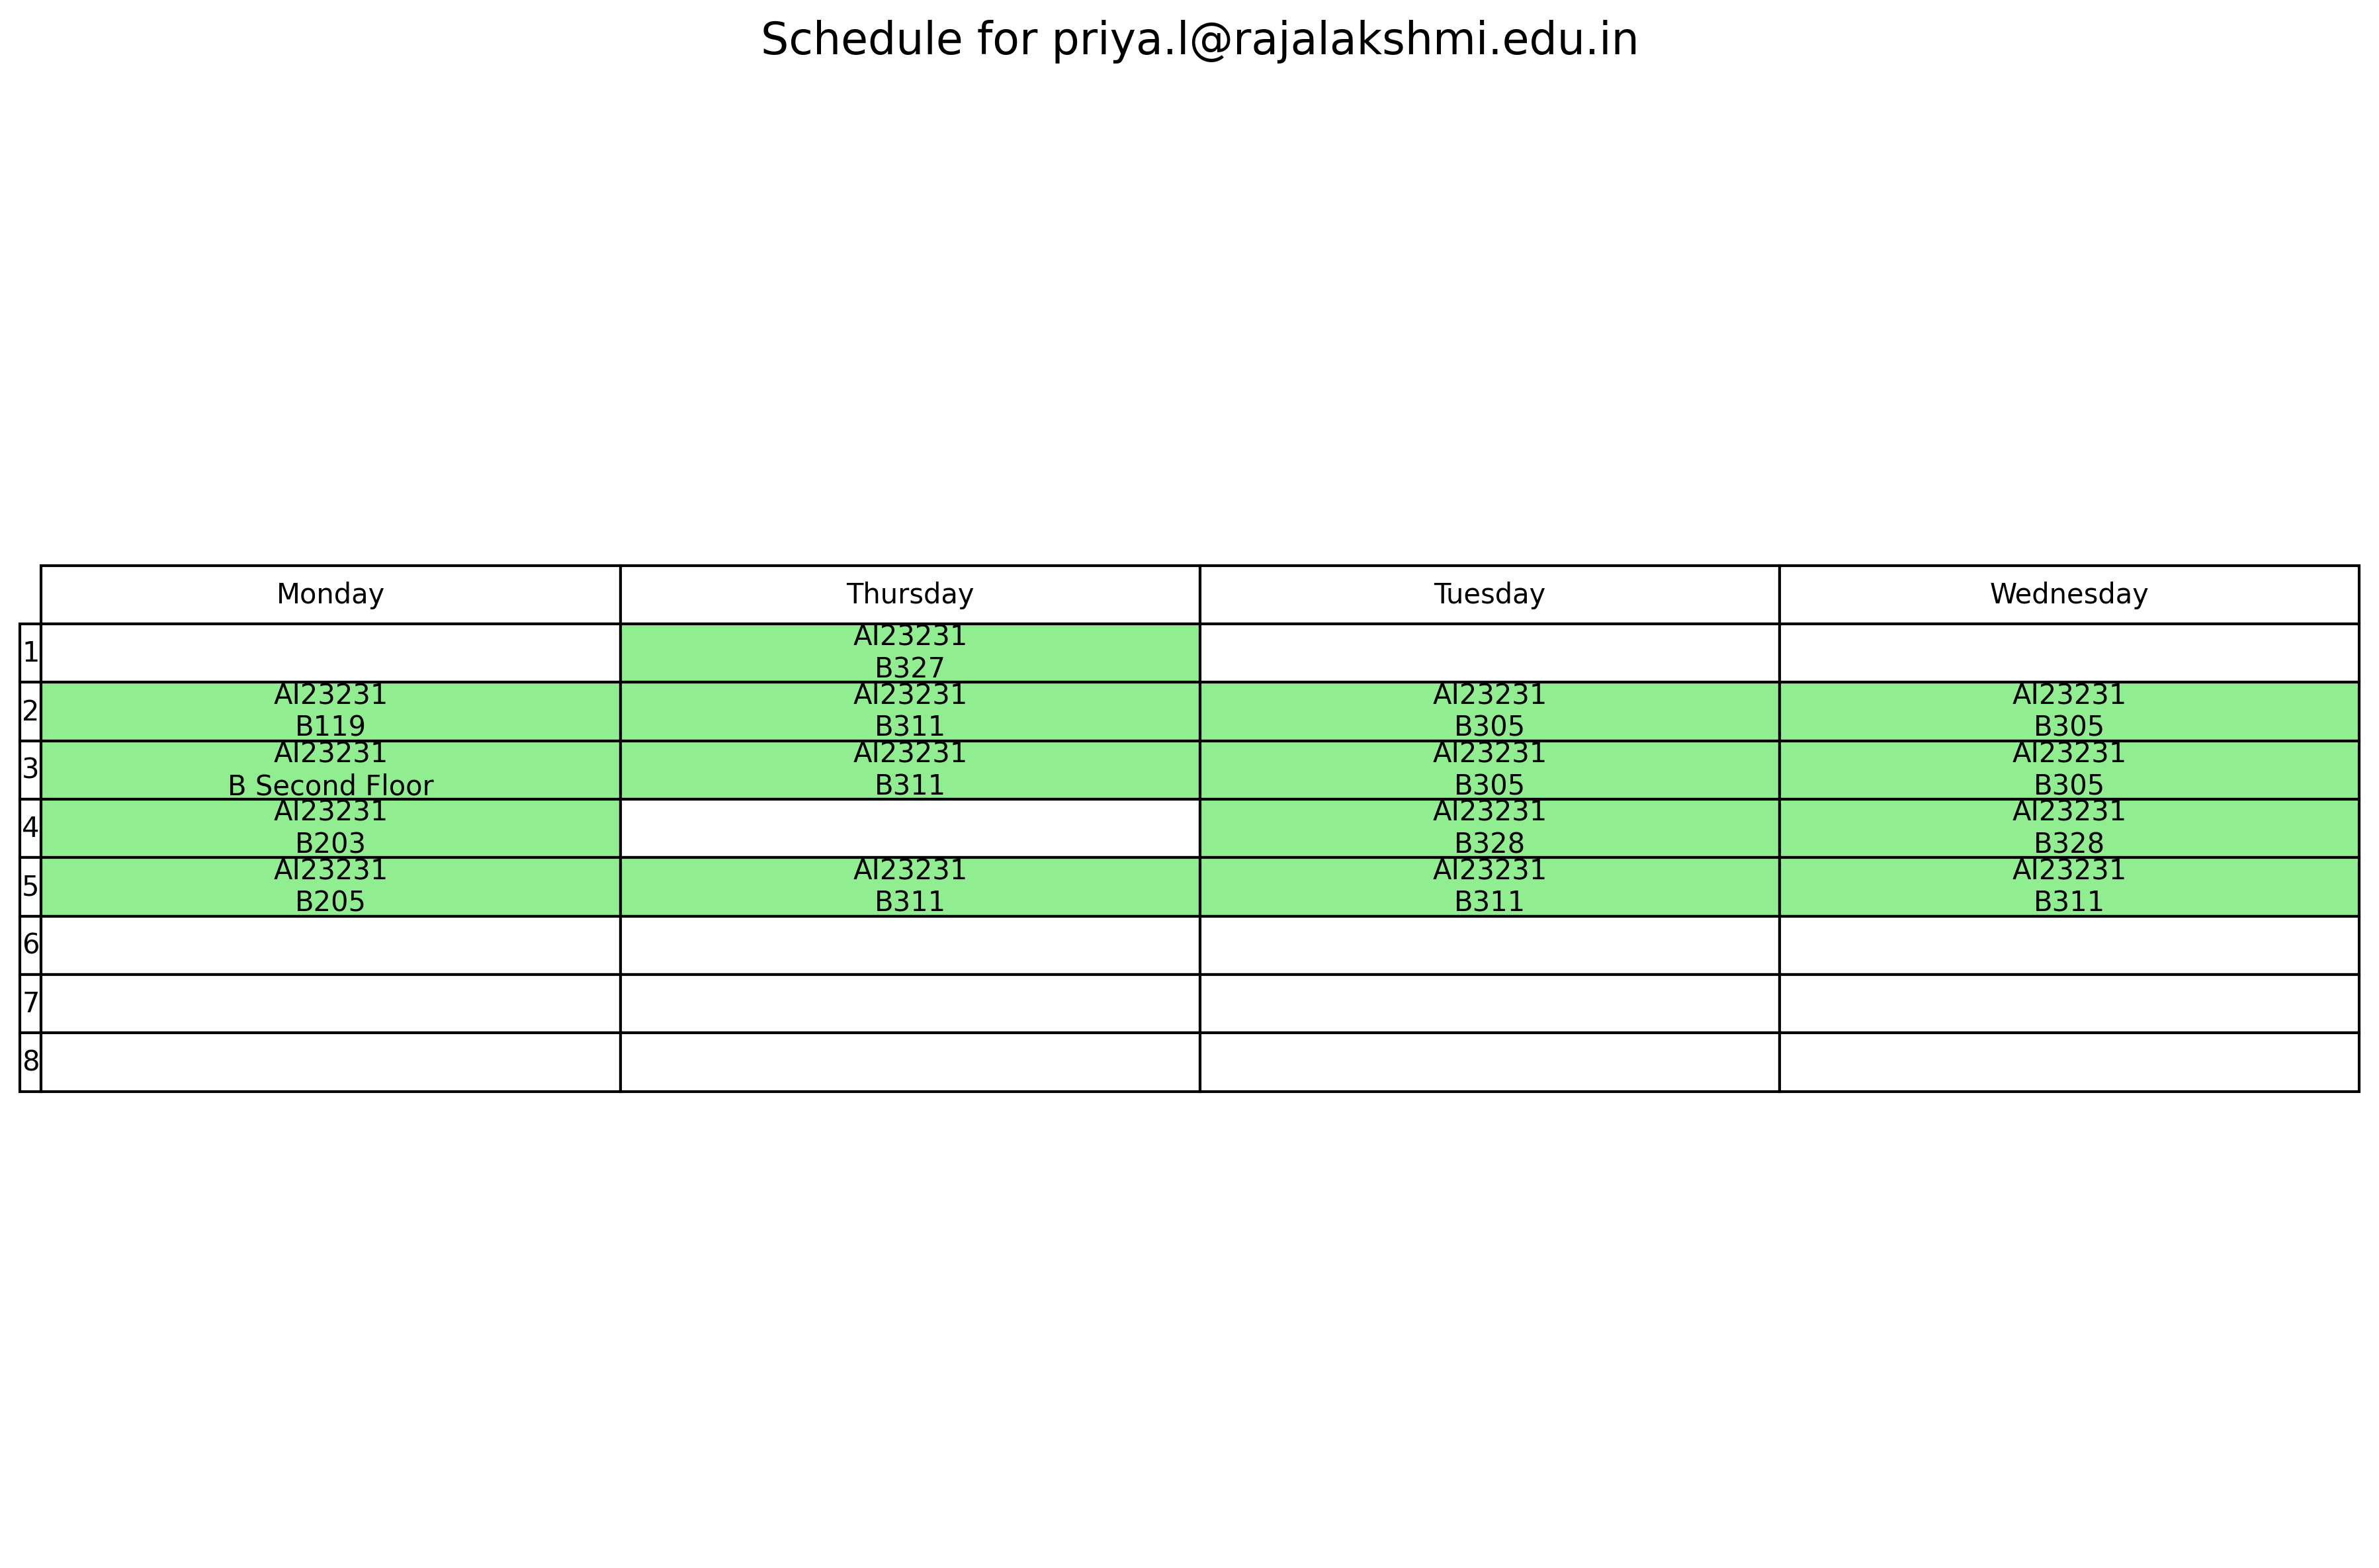 Schedule for priya.l@rajalakshmi.edu.in
Monday Thursday Tuesday Wednesday
1
AI23231
B327
2
AI23231 AI23231 AI23231 AI23231
B119 B311 B305 B305
3
AI23231 AI23231 AI23231 AI23231
B Second Floor B311 B305 B305
4
AI23231 AI23231 AI23231
B203 B328 B328
5
AI23231 AI23231 AI23231 AI23231
B205 B311 B311 B311
6
7
8